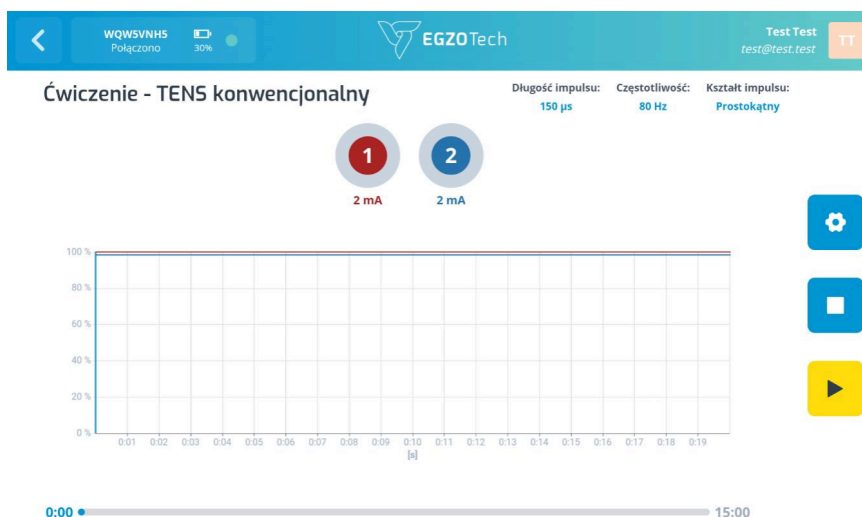 WQW5VNH5
Połączono
30%
EGZOTech
Test Test
test@test.test
TT
Ćwiczenie - TENS konwencjonalny
Długość impulsu:
150 µs
Częstotliwość:
80 Hz
Kształt impulsu:
Prostokątny
1
2
2 mA
2 mA
100 %
80 %
60 %
40 %
20 %
0 %
0:01 0:02 0:03 0:04 0:05 0:06 0:07 0:08 0:09 0:10 0:11 0:12 0:13 0:14 0:15 0:16 0:17 0:18 0:19
[s]
0:00
15:00